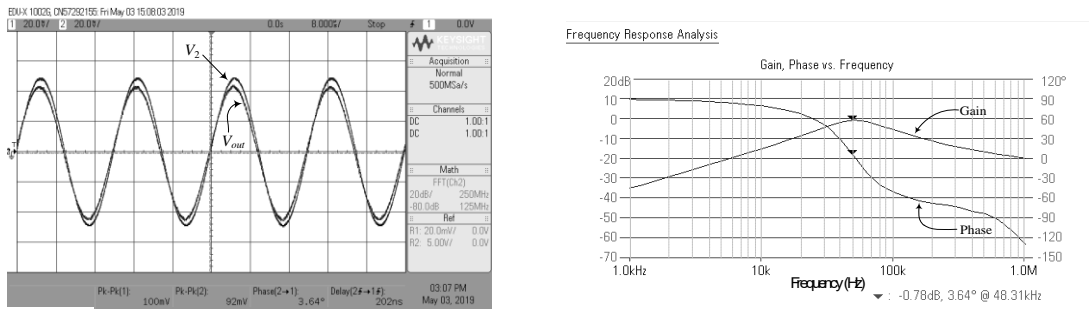 EDU-X 1002G, CN57292155: Fri May 03 15:08:03 2019
1 20.0V/ 2 20.0V/ 0.0s 8.000%/ Stop 1 0.0V
KEYSIGHT
TECHNOLOGIES
Acquisition
Normal
500MSa/s
Channels
DC 1.00:1
DC 1.00:1
Math
FFT(Ch2)
20dB/ 250MHz
-80.0dB 125MHz
Ref
R1: 20.0mV/ 0.0V
R2: 5.00V/ 0.0V
V2
Vout
Pk-Pk(1): Pk-Pk(2): Phase(2→1): Delay(2→1):
100mV 92mV 3.64° 202ns
03:07 PM
May 03, 2019
Frequency Response Analysis
Gain, Phase vs. Frequency
20dB 120°
10 90
0 60
-10 30
-20 0
-30 -30
-40 -60
-50 -90
-60 -120
-70 -150
Gain
Phase
1.0kHz 10k 100k 1.0M
Frequency (Hz)
: -0.78dB, 3.64° @ 48.31kHz